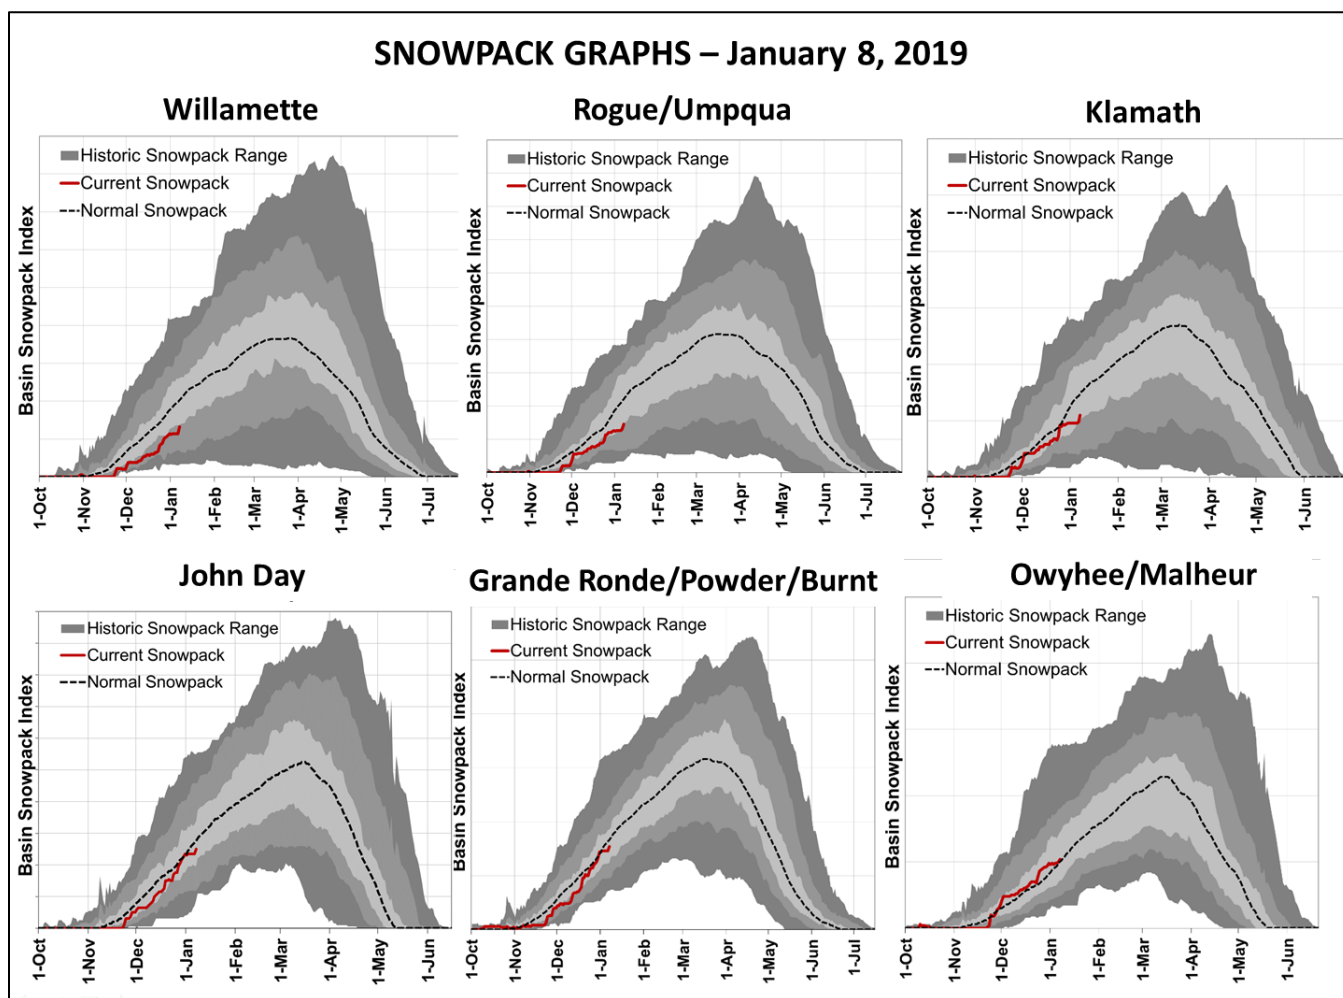 SNOWPACK GRAPHS – January 8, 2019
Willamette
Historic Snowpack Range
Current Snowpack
Normal Snowpack
Basin Snowpack Index
1-Oct
1-Nov
1-Dec
1-Jan
1-Feb
1-Mar
1-Apr
1-May
1-Jun
1-Jul
Rogue/Umpqua
Historic Snowpack Range
Current Snowpack
Normal Snowpack
Basin Snowpack Index
1-Oct
1-Nov
1-Dec
1-Jan
1-Feb
1-Mar
1-Apr
1-May
1-Jun
1-Jul
Klamath
Historic Snowpack Range
Current Snowpack
Normal Snowpack
Basin Snowpack Index
1-Oct
1-Nov
1-Dec
1-Jan
1-Feb
1-Mar
1-Apr
1-May
1-Jun
John Day
Historic Snowpack Range
Current Snowpack
Normal Snowpack
Basin Snowpack Index
1-Oct
1-Nov
1-Dec
1-Jan
1-Feb
1-Mar
1-Apr
1-May
1-Jun
Grande Ronde/Powder/Burnt
Historic Snowpack Range
Current Snowpack
Normal Snowpack
Basin Snowpack Index
1-Oct
1-Nov
1-Dec
1-Jan
1-Feb
1-Mar
1-Apr
1-May
1-Jun
1-Jul
Owyhee/Malheur
Historic Snowpack Range
Current Snowpack
Normal Snowpack
Basin Snowpack Index
1-Oct
1-Nov
1-Dec
1-Jan
1-Feb
1-Mar
1-Apr
1-May
1-Jun